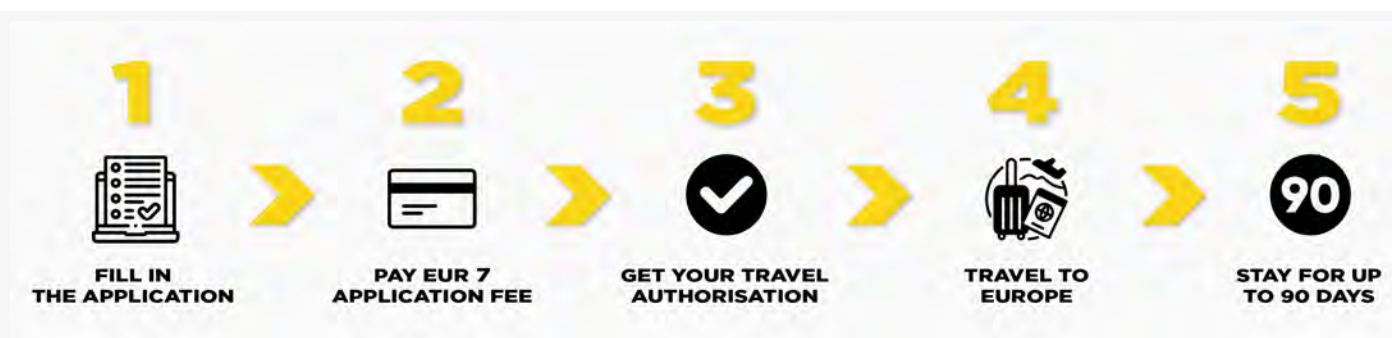 1
2
3
4
5
90
FILL IN
THE APPLICATION
PAY EUR 7
APPLICATION FEE
GET YOUR TRAVEL
AUTHORISATION
TRAVEL TO
EUROPE
STAY FOR UP
TO 90 DAYS